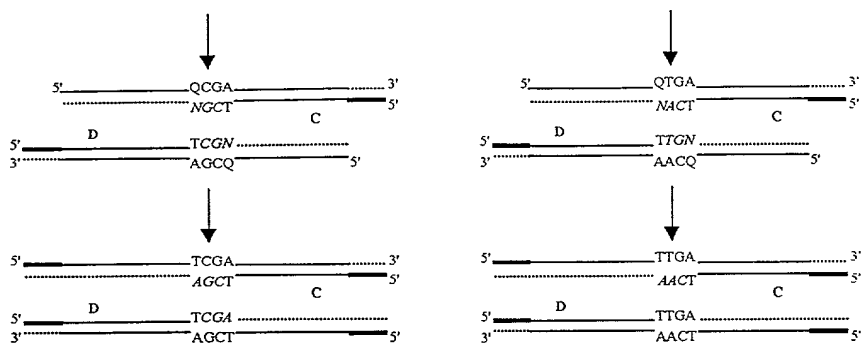 QCGA
5' 3'
NGCT
5'
C
D
5' TCGN
3' AGCQ 5'
TCGA
5' 3'
AGCT
5'
C
D
5' TCGA
3' AGCT 5'
QTGA
5' 3'
NACT
5'
C
D
5' TTGN
3' AACQ 5'
TTGA
5' 3'
AACT
5'
C
D
5' TTGA
3' AACT 5'